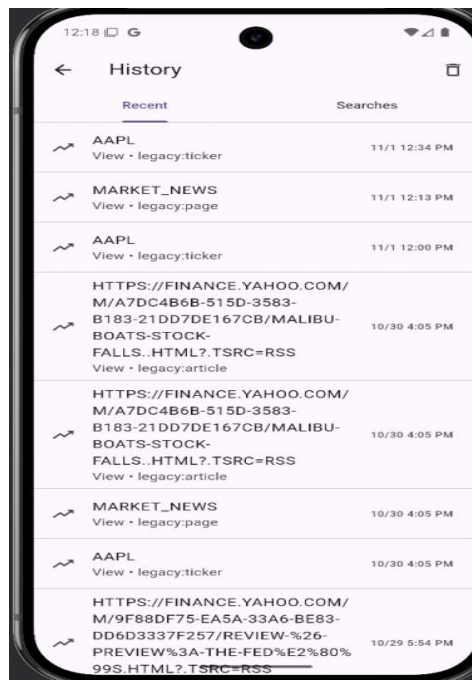 12:18 G
History
Recent Searches
AAPL
View • legacy:ticker
11/1 12:34 PM
MARKET_NEWS
View • legacy:page
11/1 12:13 PM
AAPL
View • legacy:ticker
11/1 12:00 PM
HTTPS://FINANCE.YAHOO.COM/
M/A7DC4B6B-515D-3583-
B183-21DD7DE167CB/MALIBU-
BOATS-STOCK-
FALLS..HTML?.TSRC=RSS
View • legacy:article
10/30 4:05 PM
HTTPS://FINANCE.YAHOO.COM/
M/A7DC4B6B-515D-3583-
B183-21DD7DE167CB/MALIBU-
BOATS-STOCK-
FALLS..HTML?.TSRC=RSS
View • legacy:article
10/30 4:05 PM
MARKET_NEWS
View • legacy:page
10/30 4:05 PM
AAPL
View • legacy:ticker
10/30 4:05 PM
HTTPS://FINANCE.YAHOO.COM/
M/9F88DF75-EA5A-33A6-BE83-
DD6D3337F257/REVIEW-%26-
PREVIEW%3A-THE-FED%E2%80%
99S.HTML?.TSRC=RSS
10/29 5:54 PM